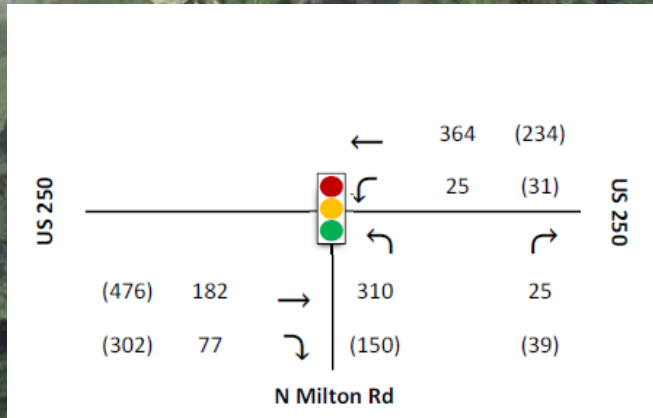 364 (234)
US 250
25 (31)
US 250
(476) 182 310 25
(302) 77 (150) (39)
N Milton Rd